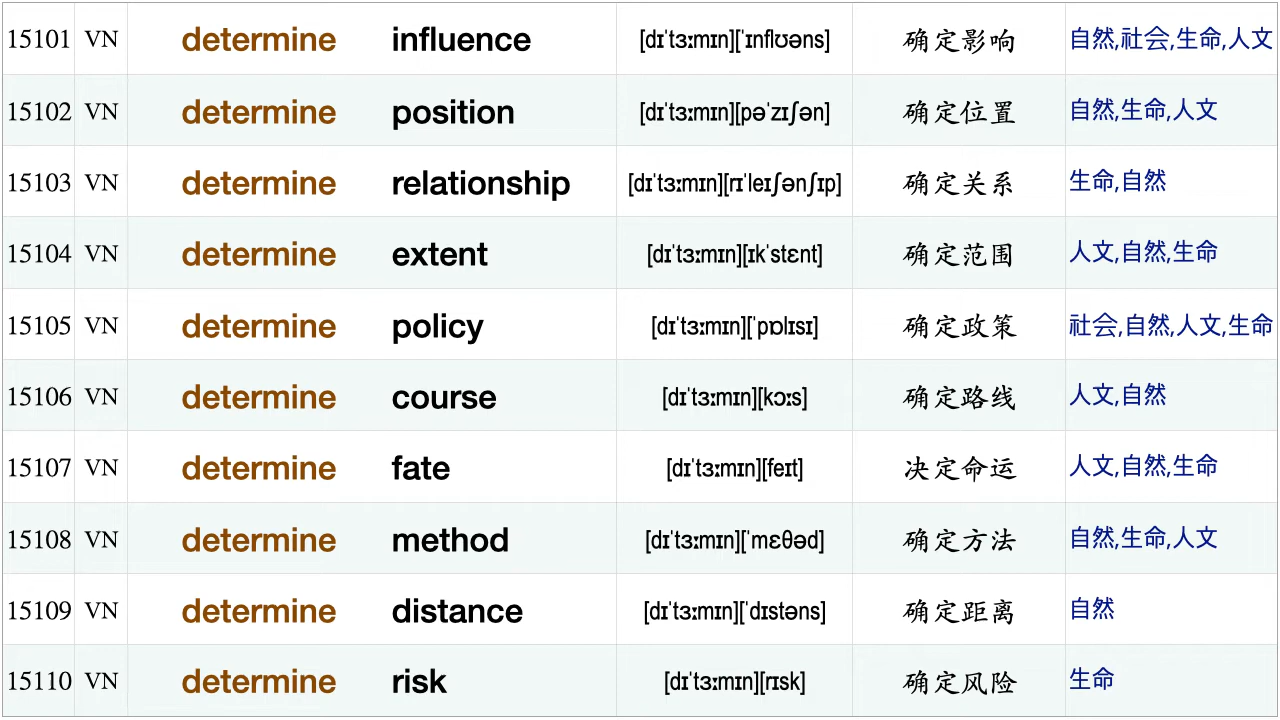 15101 VN determine influence [dɪˈtɜːmɪn][ˈɪnflʊəns] 确定影响 自然,社会,生命,人文
15102 VN determine position [dɪˈtɜːmɪn][pəˈzɪʃən] 确定位置 自然,生命,人文
15103 VN determine relationship [dɪˈtɜːmɪn][rɪˈleɪʃənʃɪp] 确定关系 生命,自然
15104 VN determine extent [dɪˈtɜːmɪn][ɪkˈstɛnt] 确定范围 人文,自然,生命
15105 VN determine policy [dɪˈtɜːmɪn][ˈpɒlɪsɪ] 确定政策 社会,自然,人文,生命
15106 VN determine course [dɪˈtɜːmɪn][kɔːs] 确定路线 人文,自然
15107 VN determine fate [dɪˈtɜːmɪn][feɪt] 决定命运 人文,自然,生命
15108 VN determine method [dɪˈtɜːmɪn][ˈmɛθəd] 确定方法 自然,生命,人文
15109 VN determine distance [dɪˈtɜːmɪn][ˈdɪstəns] 确定距离 自然
15110 VN determine risk [dɪˈtɜːmɪn][rɪsk] 确定风险 生命